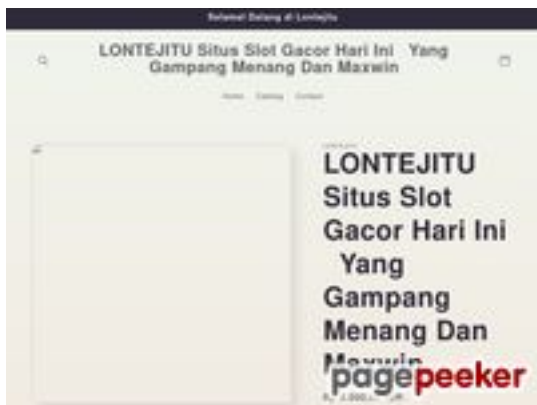 Selamat Datang di Lontejitu
LONTEJITU Situs Slot Gacor Hari Ini Yang
Gampang Menang Dan Maxwin
Home Catalog Contact
LONTEJITU
Situs Slot
Gacor Hari Ini
Yang
Gampang
Menang Dan
Maxwin
pagepeeker